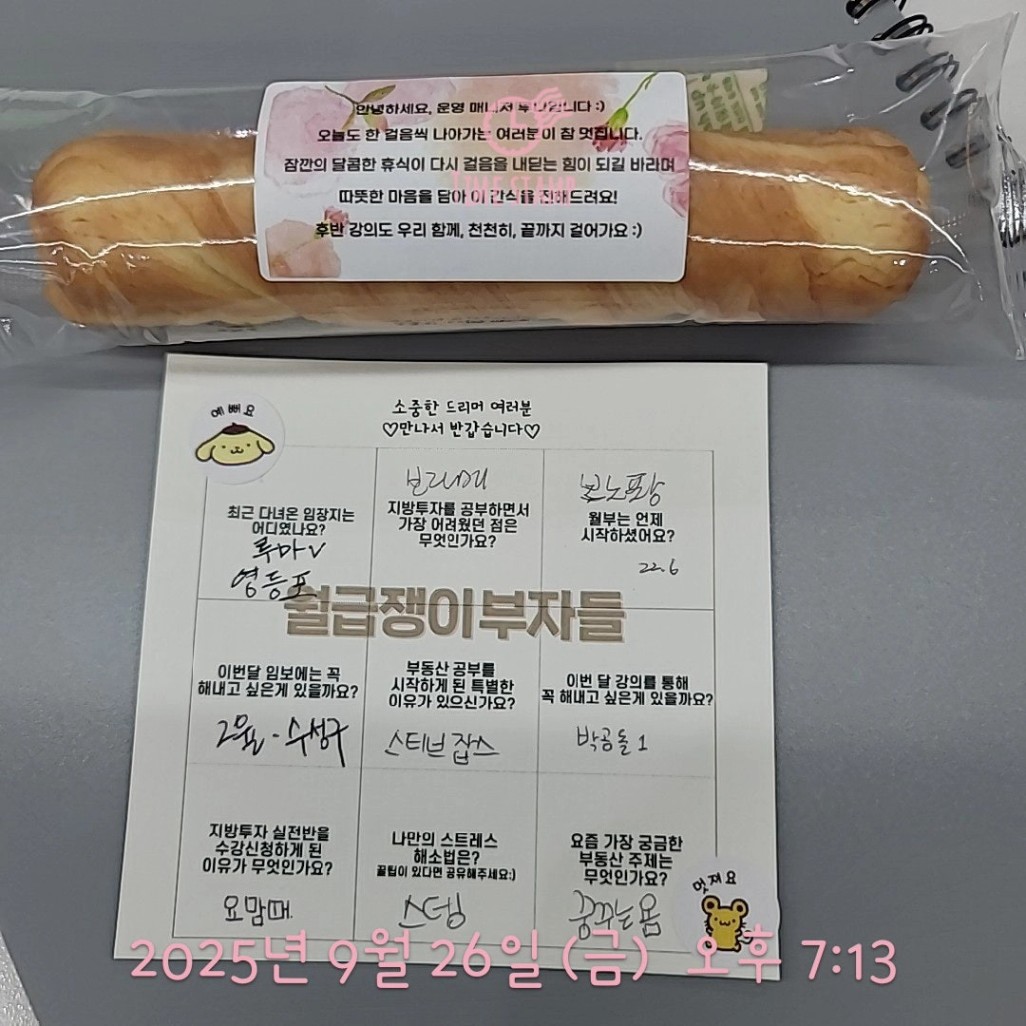 안녕하세요, 운영 매니저 입니다 :)
오늘도 한 걸음씩 나아가는 여러분이 참 멋집니다.
잠깐의 달콤한 휴식이 다시 걸음을 내딛는 힘이 되길 바라며
따뜻한 마음을 담아 이 간식을 전해드려요!
후반 강의도 우리 함께, 천천히, 끝까지 걸어가요 :)
TIME STAMP
예뻐요
소중한 드리머 여러분
♡만나서 반갑습니다♡
최근 다녀온 임장지는
어디였나요?
루마
영등포
지방투자를 공부하면서
가장 어려웠던 점은
무엇인가요?
보노팡
월부는 언제
시작하셨어요?
22.6
월급쟁이부자들
이번달 임보에는 꼭
해내고 싶은게 있을까요?
수성구
부동산 공부를
시작하게 된 특별한
이유가 있으신가요?
스티브잡스
이번 달 강의를 통해
꼭 해내고 싶은게 있을까요?
박공돌1
지방투자 실전반을
수강신청하게 된
이유가 무엇인가요?
오맘때
나만의 스트레스
해소법은?
꿀팁이 있다면 공유해주세요:)
스덤
요즘 가장 궁금한
부동산 주제는
무엇인가요?
꿈꾸는옴
멋져요
2025년 9월 26일 (금) 오후 7:13